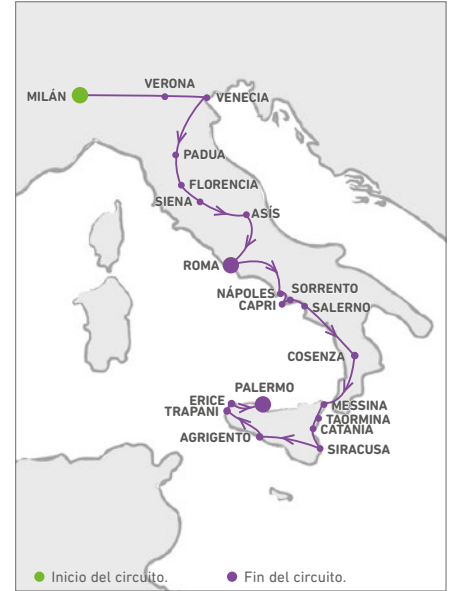 VERONA
MILÁN
VENECIA
PADUA
FLORENCIA
SIENA
ASÍS
ROMA
SORRENTO
NÁPOLES
CAPRI
SALERNO
COSENZA
PALERMO
ERICE
TRAPANI
MESSINA
TAORMINA
CATANIA
AGRIGENTO
SIRACUSA
Inicio del circuito.
Fin del circuito.